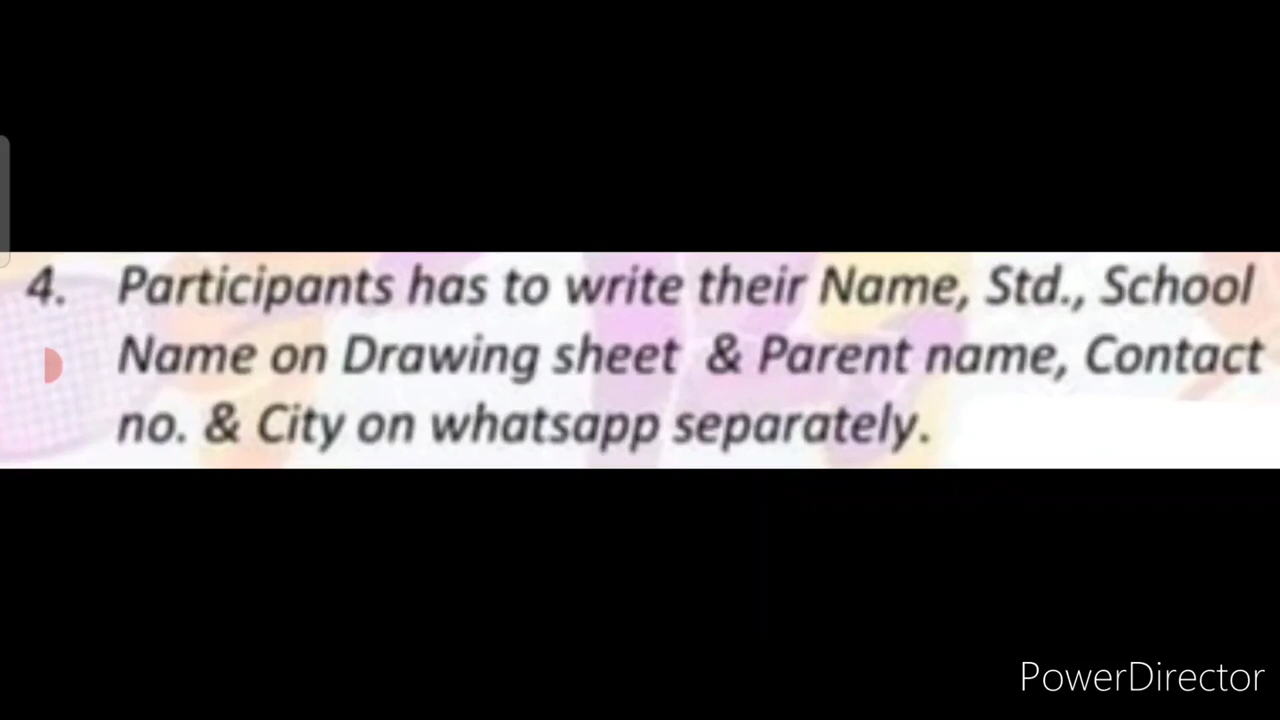 4. Participants has to write their Name, Std., School
Name on Drawing sheet & Parent name, Contact
no. & City on whatsapp separately.
PowerDirector